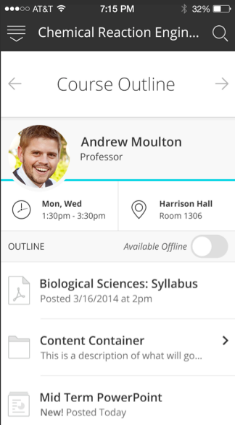 AT&T 7:15 PM 32%
Chemical Reaction Engin...
Course Outline
Andrew Moulton
Professor
Mon, Wed
1:30pm - 3:30pm
Harrison Hall
Room 1306
OUTLINE Available Offline
Biological Sciences: Syllabus
Posted 3/16/2014 at 2pm
Content Container
This is a description of what will go...
Mid Term PowerPoint
New! Posted Today